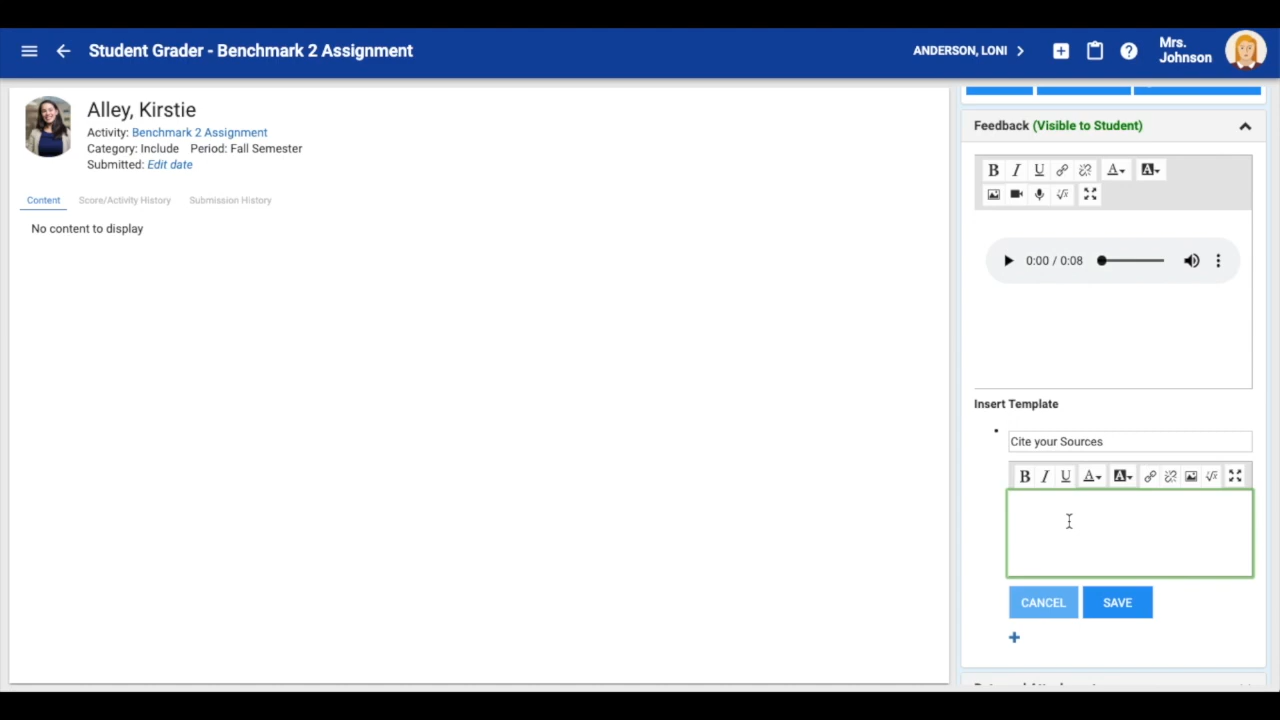 Student Grader - Benchmark 2 Assignment
ANDERSON, LONI
Mrs. Johnson
Alley, Kirstie
Activity: Benchmark 2 Assignment
Category: Include Period: Fall Semester
Submitted: Edit date
Content Score/Activity History Submission History
No content to display
Feedback (Visible to Student)
B I U A A
√x
0:00 / 0:08
Insert Template
Cite your Sources
B I U A A √x
CANCEL SAVE